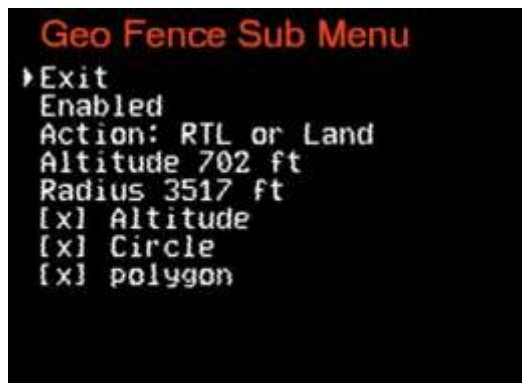 Geo Fence Sub Menu
Exit
Enabled
Action: RTL or Land
Altitude 702 ft
Radius 3517 ft
[x] Altitude
[x] Circle
[x] polygon